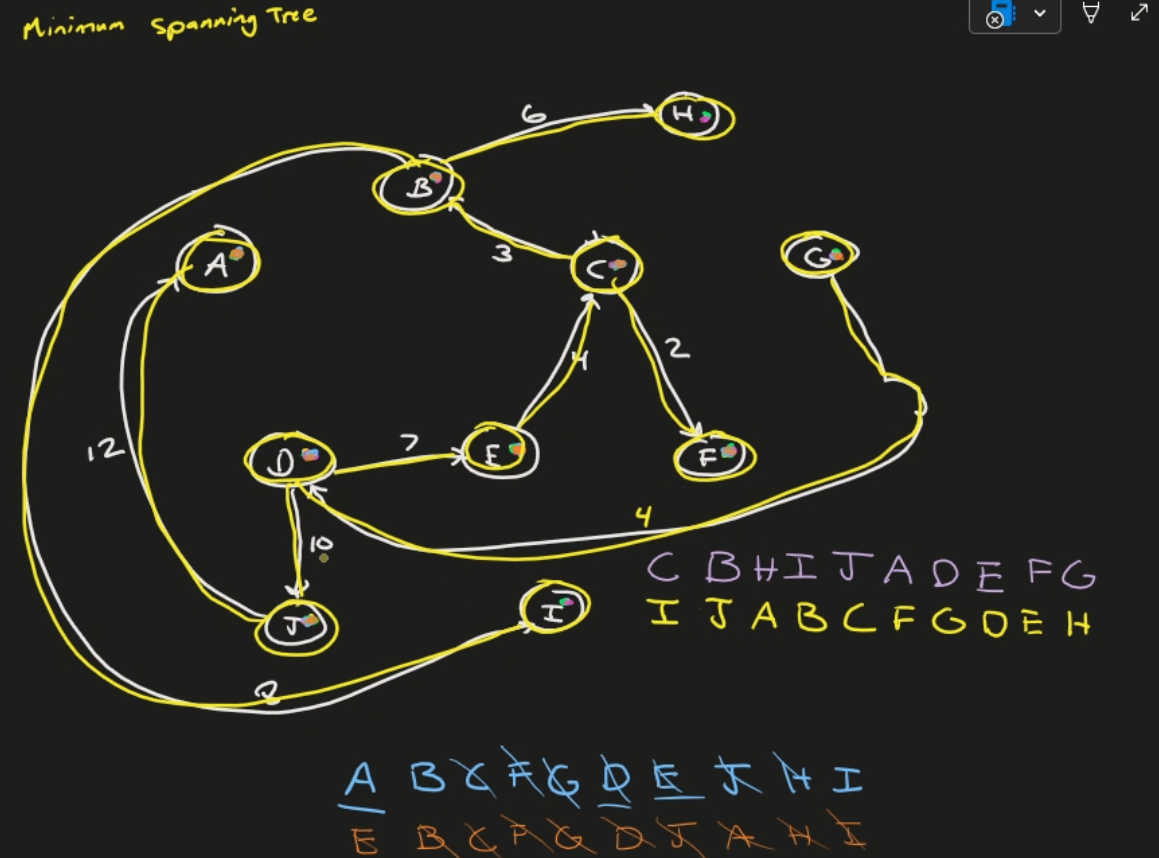 Minimum Spanning Tree
6
H
B
3
A
C
G
4
2
12
D
7
E
F
4
10
C B H I J A D E F G
J
I
I J A B C F G D E H
8
A B C F G D E J H I
E B C F G D J A H I